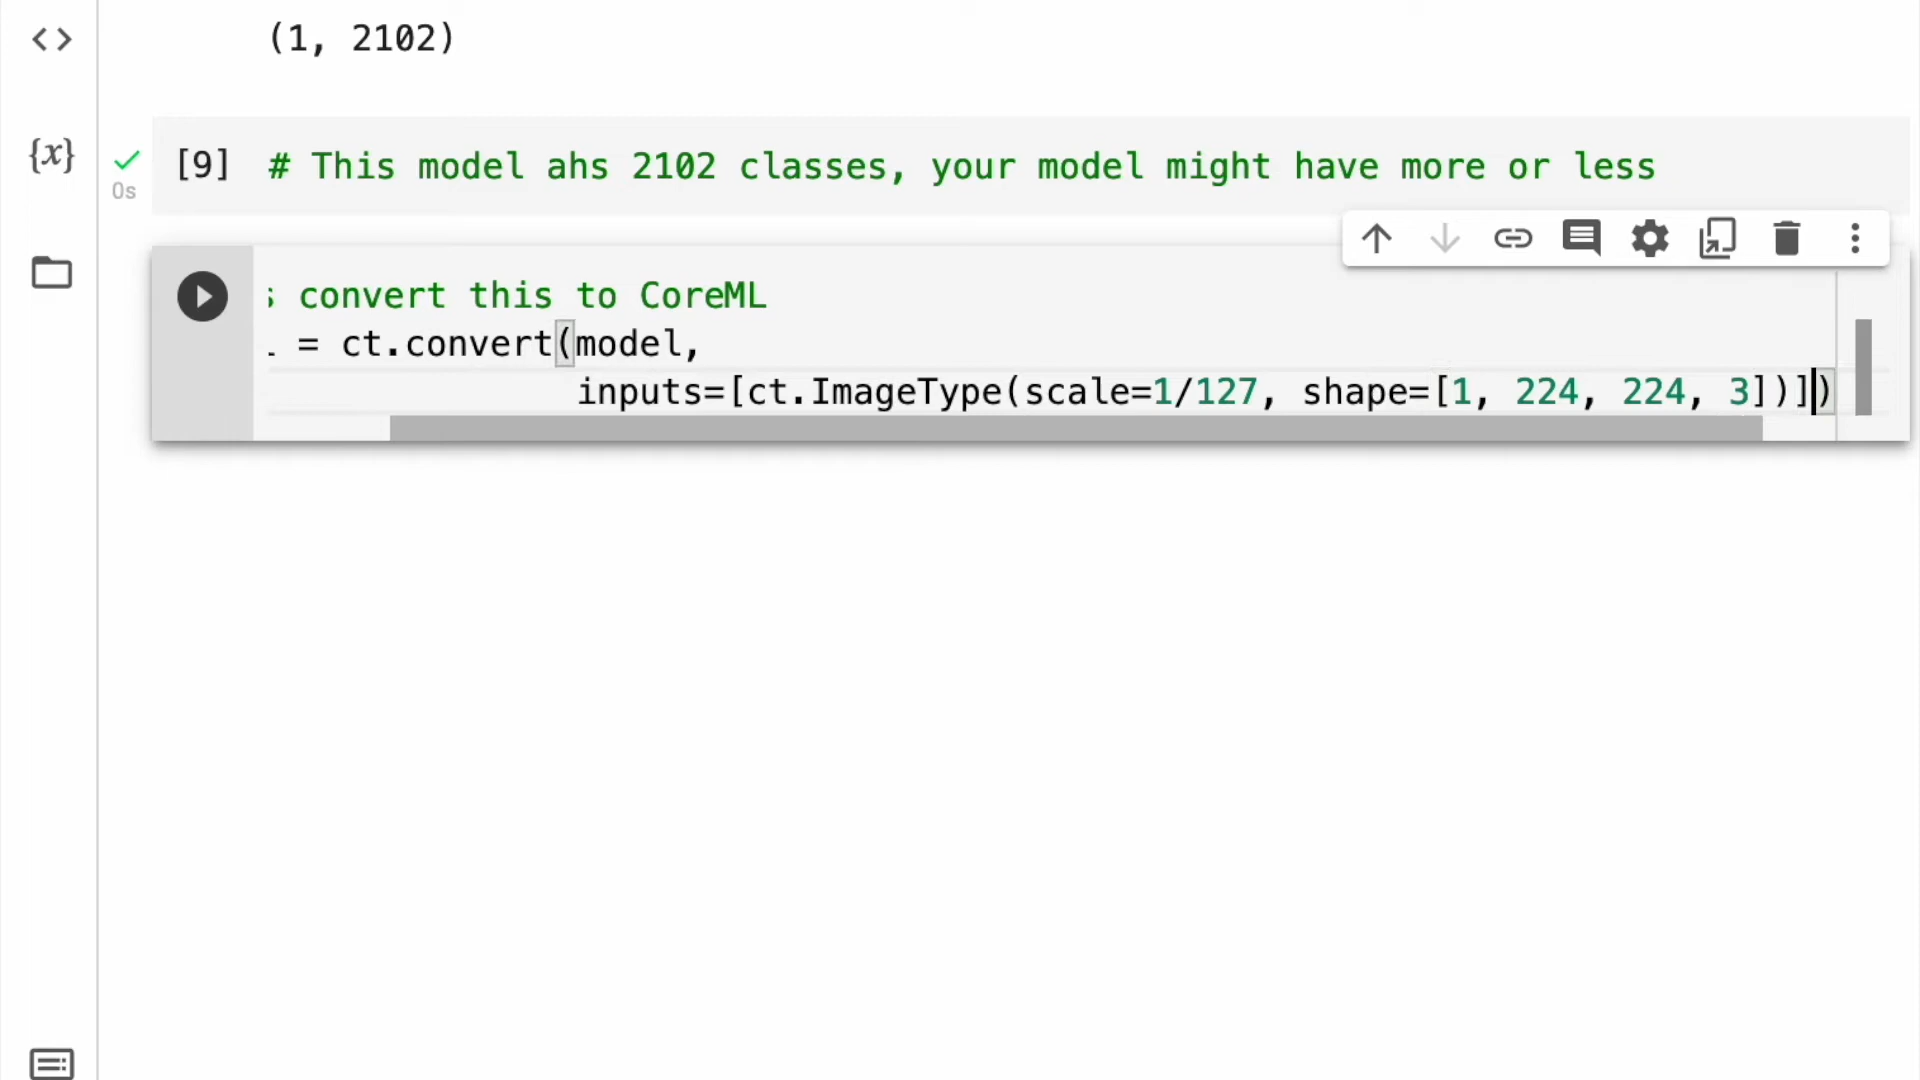 (1, 2102)
{x}
[9] # This model ahs 2102 classes, your model might have more or less
0s
convert this to CoreML
= ct.convert(model,
inputs=[ct.ImageType(scale=1/127, shape=[1, 224, 224, 3])])